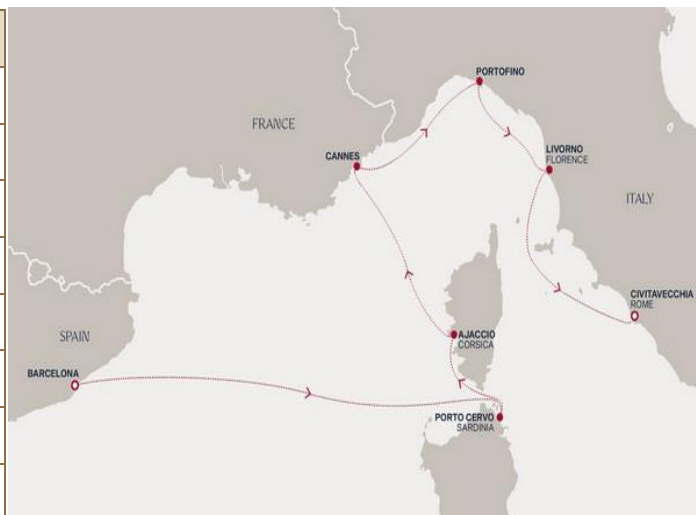 PORTOFINO
FRANCE
CANNES
LIVORNO
FLORENCE
ITALY
CIVITAVECCHIA
ROME
SPAIN
AJACCIO
CORSICA
BARCELONA
PORTO CERVO
SARDINIA